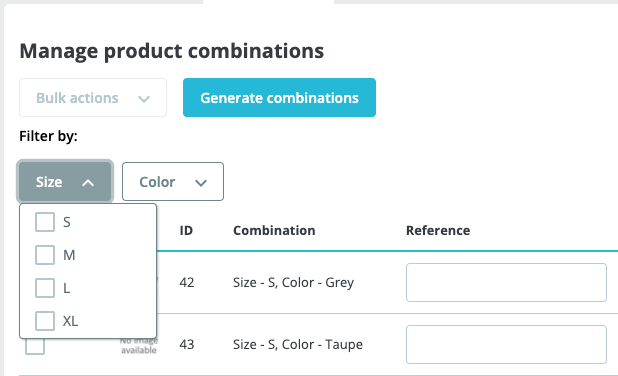 Manage product combinations
Bulk actions
Generate combinations
Filter by:
Size
Color
S
M
L
XL
ID Combination Reference
42 Size - S, Color - Grey
No image
available
43 Size - S, Color - Taupe